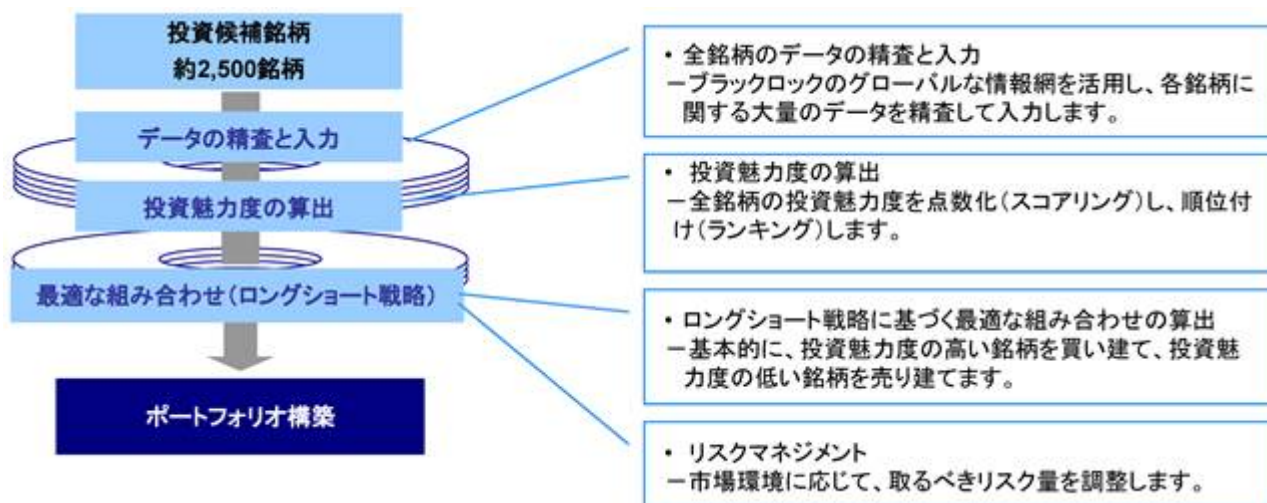 投資候補銘柄
約2,500銘柄
データの精査と入力
投資魅力度の算出
最適な組み合わせ（ロングショート戦略）
ポートフォリオ構築
• 全銘柄のデータの精査と入力
－ブラックロックのグローバルな情報網を活用し、各銘柄に
関する大量のデータを精査して入力します。
• 投資魅力度の算出
－全銘柄の投資魅力度を点数化（スコアリング）し、順位付
け（ランキング）します。
• ロングショート戦略に基づく最適な組み合わせの算出
－基本的に、投資魅力度の高い銘柄を買い建て、投資魅
力度の低い銘柄を売り建てます。
• リスクマネジメント
－市場環境に応じて、取るべきリスク量を調整します。